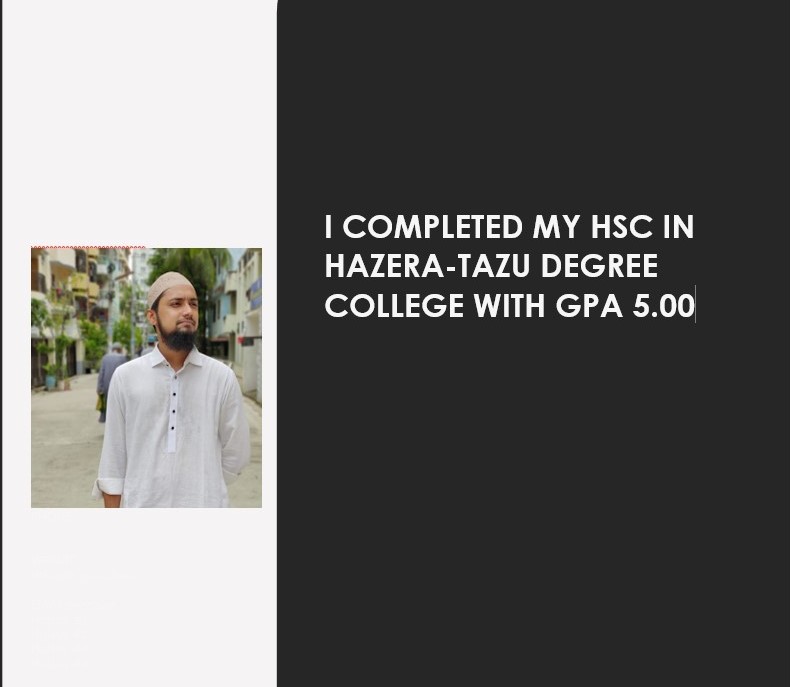 I COMPLETED MY HSC IN
HAZERA-TAZU DEGREE
COLLEGE WITH GPA 5.00